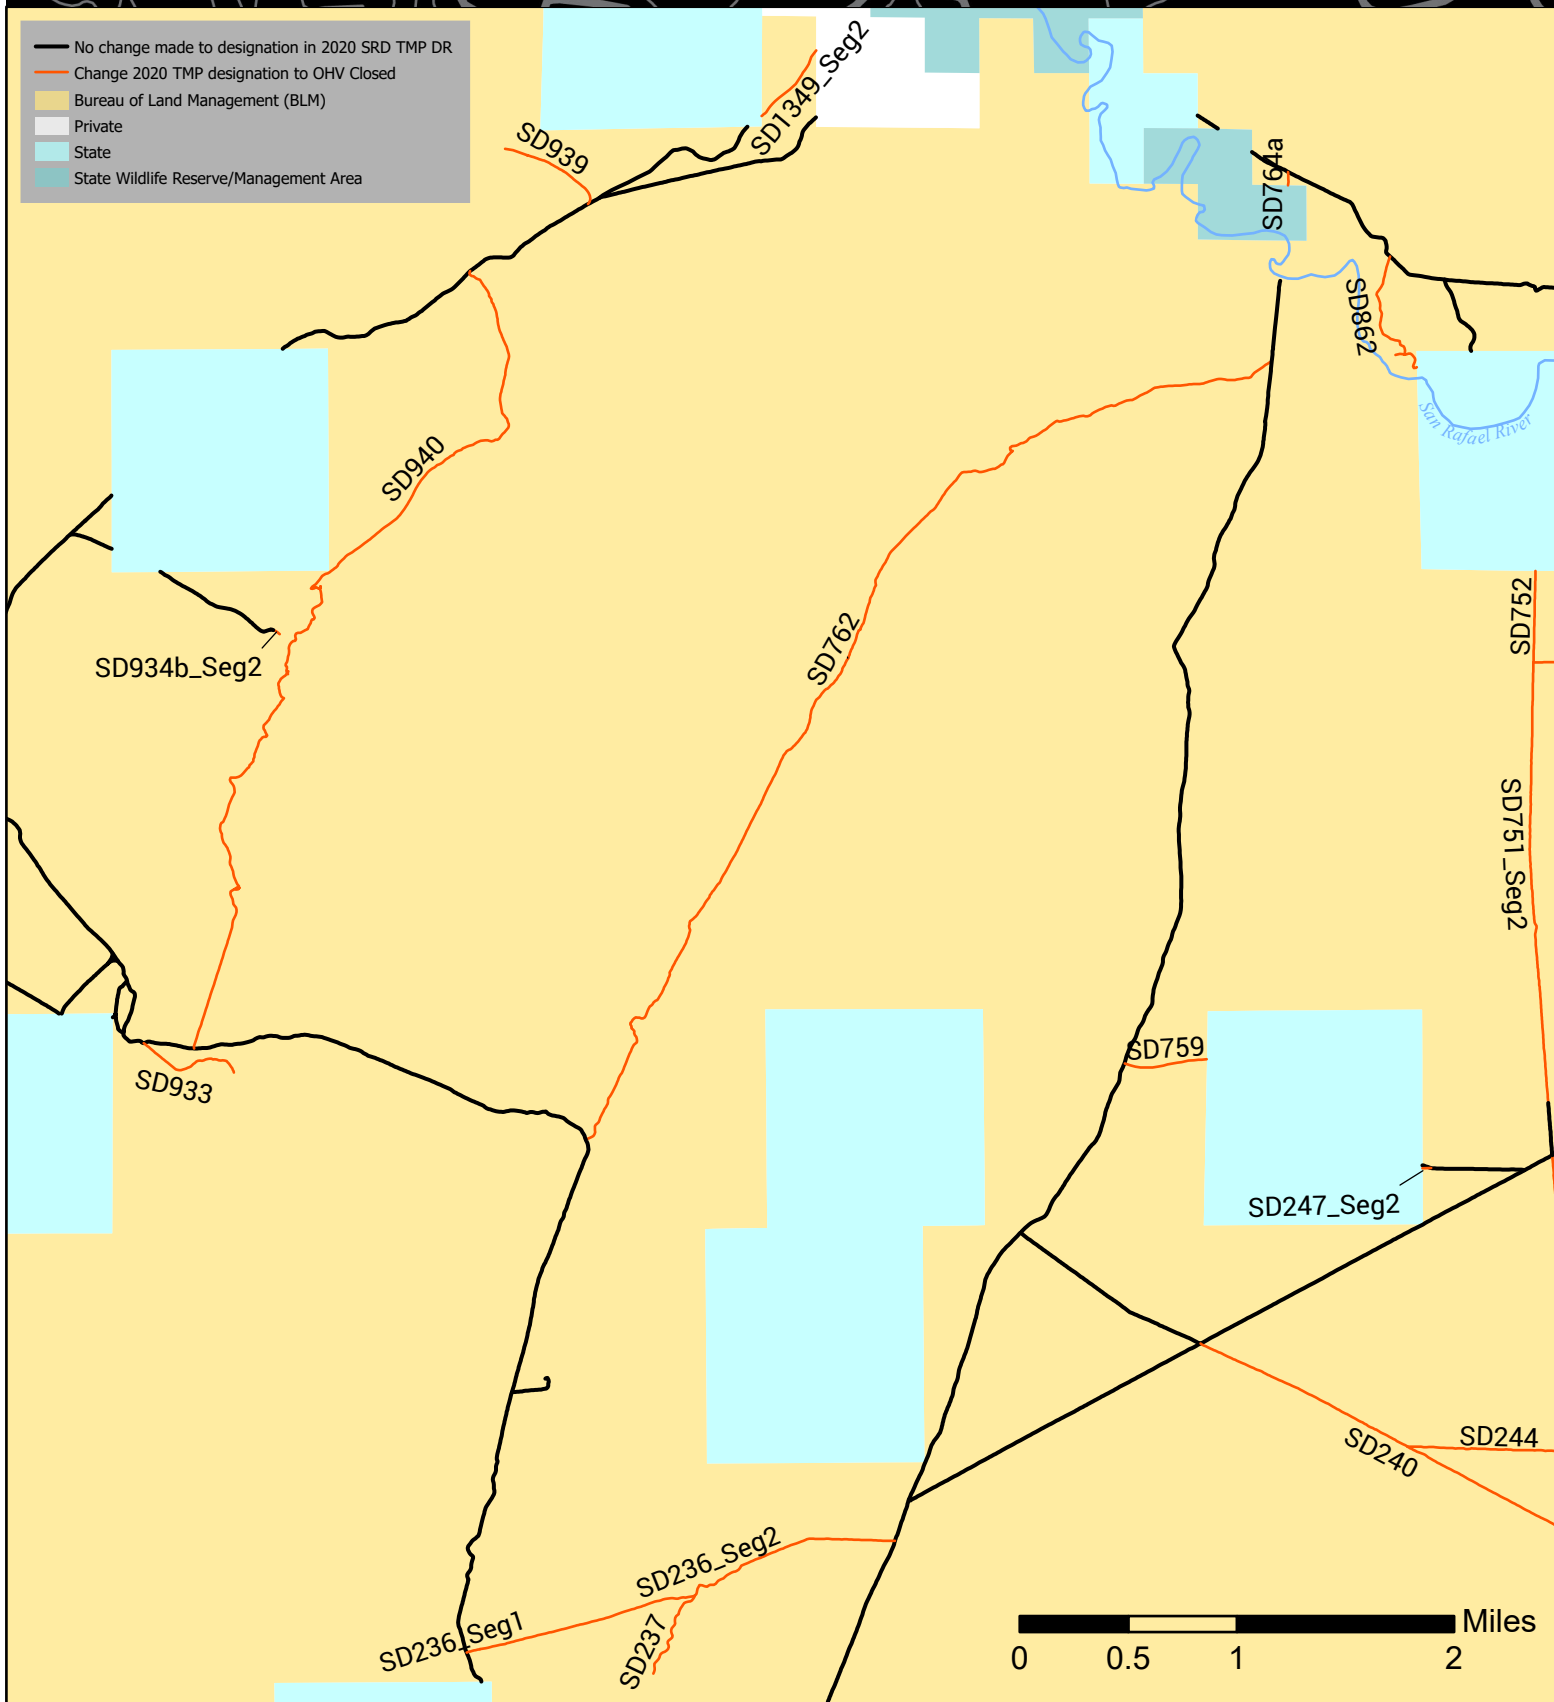 No change made to designation in 2020 SRD TMP DR
Change 2020 TMP designation to OHV Closed
Bureau of Land Management (BLM)
Private
State
State Wildlife Reserve/Management Area
SD1349_Seg2
SD939
SD764a
SD862
San Rafael River
SD940
SD752
SD762
SD934b_Seg2
SD751_Seg2
SD759
SD933
SD247_Seg2
SD244
SD240
SD236_Seg2
SD236_Seg1
SD237
Miles
0 0.5 1 2